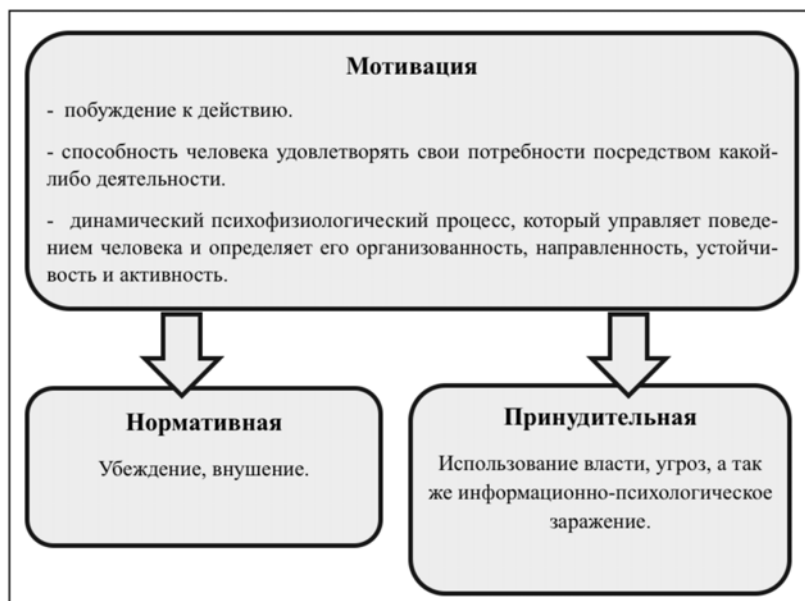 Мотивация
- побуждение к действию.
- способность человека удовлетворять свои потребности посредством какой-
либо деятельности.
- динамический психофизиологический процесс, который управляет поведе-
нием человека и определяет его организованность, направленность, устойчи-
вость и активность.
Нормативная
Убеждение, внушение.
Принудительная
Использование власти, угроз, а так
же информационно-психологическое
заражение.